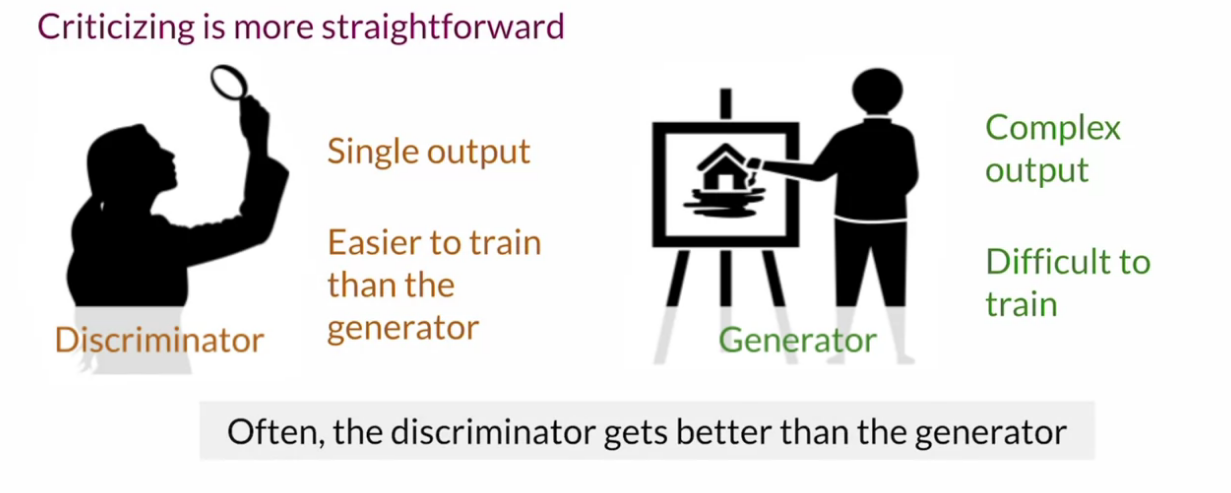 Criticizing is more straightforward
Single output
Easier to train
than the
generator
Discriminator
Complex
output
Difficult to
train
Generator
Often, the discriminator gets better than the generator